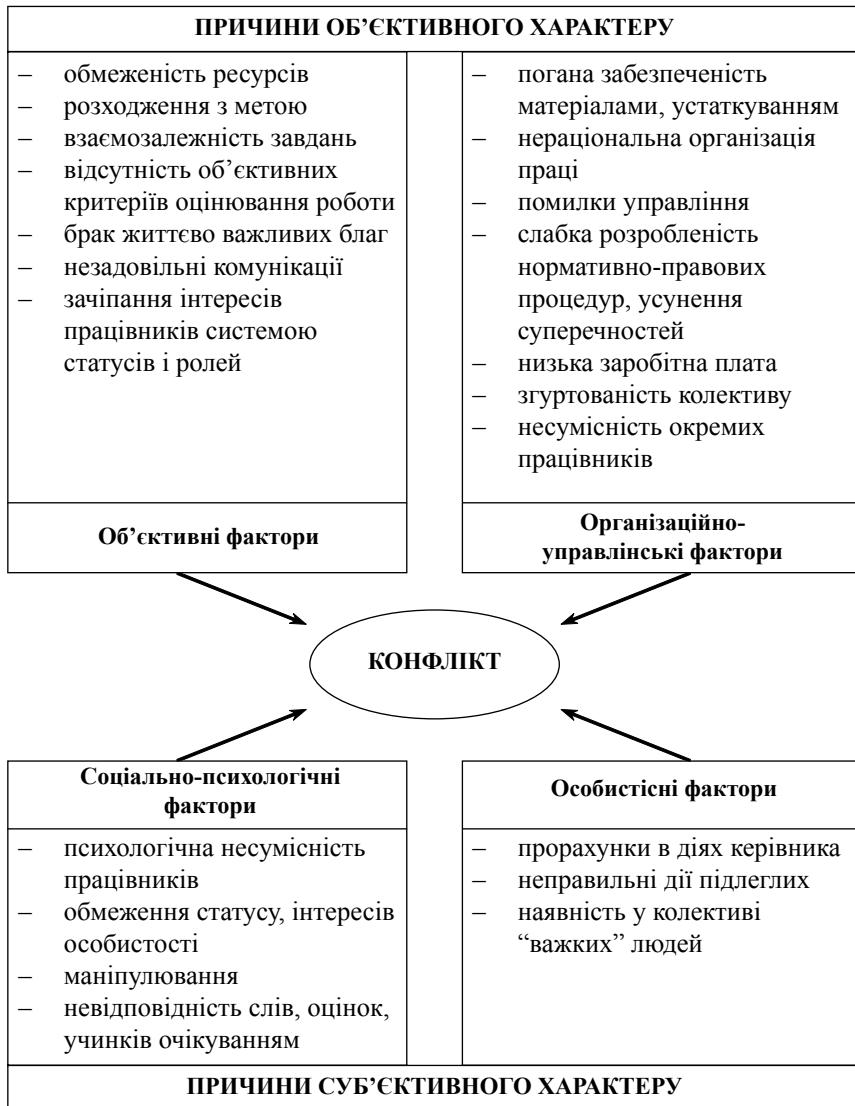 ПРИЧИНИ ОБ’ЄКТИВНОГО ХАРАКТЕРУ
– обмеженість ресурсів
– розходження з метою
– взаємозалежність завдань
– відсутність об’єктивних
критеріїв оцінювання роботи
– брак життєво важливих благ
– незадовільні комунікації
– зачіпання інтересів
працівників системою
статусів і ролей
Об’єктивні фактори
– погана забезпеченість
матеріалами, устаткуванням
– нераціональна організація
праці
– помилки управління
– слабка розробленість
нормативно-правових
процедур, усунення
суперечностей
– низька заробітна плата
– згуртованість колективу
– несумісність окремих
працівників
Організаційно-
управлінські фактори
КОНФЛІКТ
Соціально-психологічні
фактори
– психологічна несумісність
працівників
– обмеження статусу, інтересів
особистості
– маніпулювання
– невідповідність слів, оцінок,
учинків очікуванням
Особистісні фактори
– прорахунки в діях керівника
– неправильні дії підлеглих
– наявність у колективі
“важких” людей
ПРИЧИНИ СУБ’ЄКТИВНОГО ХАРАКТЕРУ